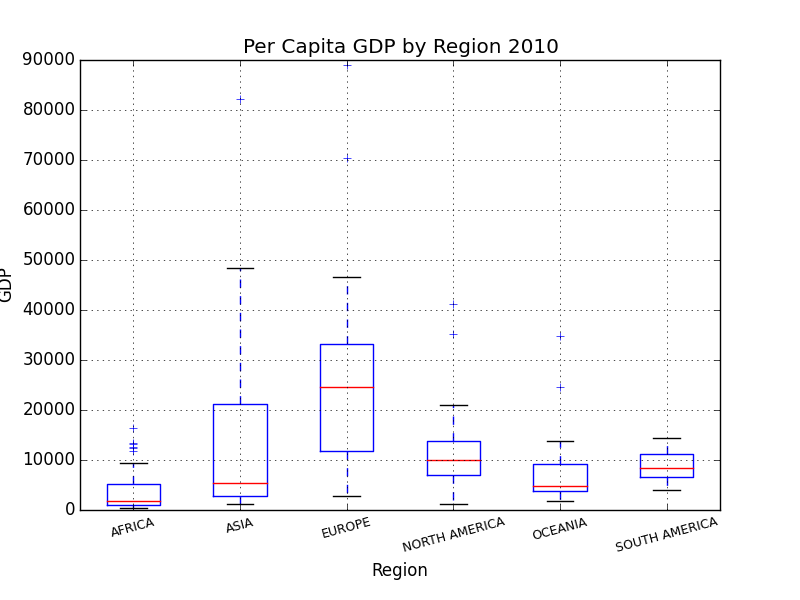 Per Capita GDP by Region 2010
90000
80000
70000
60000
50000
40000
30000
20000
10000
0
GDP
AFRICA
ASIA
EUROPE
NORTH AMERICA
OCEANIA
SOUTH AMERICA
Region